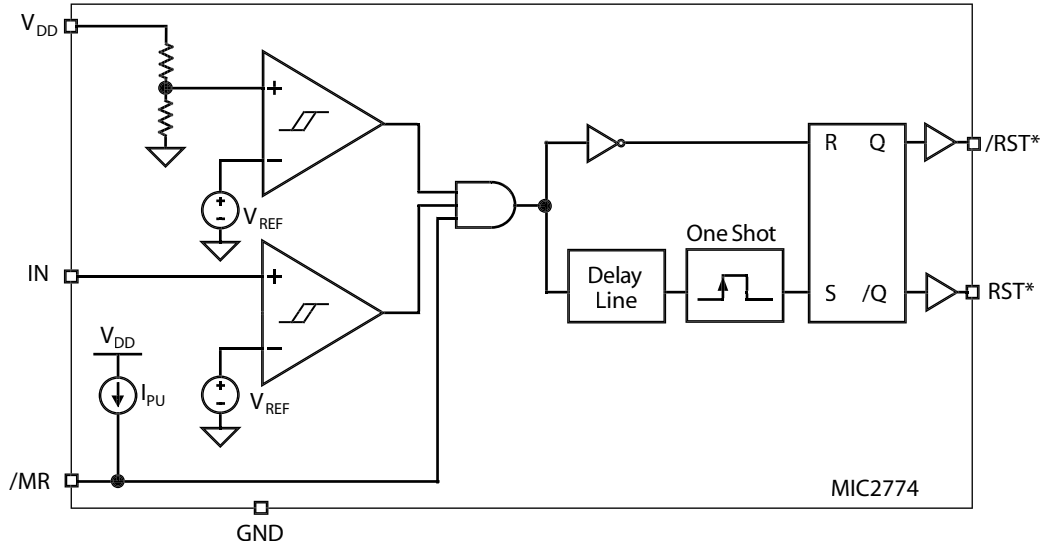 VDD
+
−
+
−
VREF
R
Q
/RST*
IN
+
−
+
−
VREF
VDD
IPU
One Shot
Delay
Line
S
/Q
RST*
/MR
MIC2774
GND